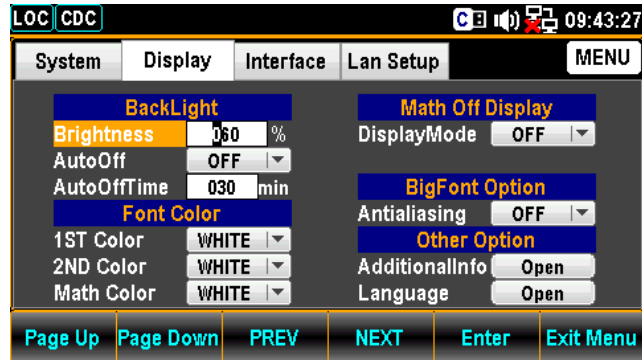 LOC CDC C 09:43:27
System Display Interface Lan Setup MENU
BackLight
Brightness 060 %
AutoOff OFF
AutoOffTime 030 min
Font Color
1ST Color WHITE
2ND Color WHITE
Math Color WHITE
Math Off Display
DisplayMode OFF
BigFont Option
Antialiasing OFF
Other Option
AdditionalInfo Open
Language Open
Page Up Page Down PREV NEXT Enter Exit Menu